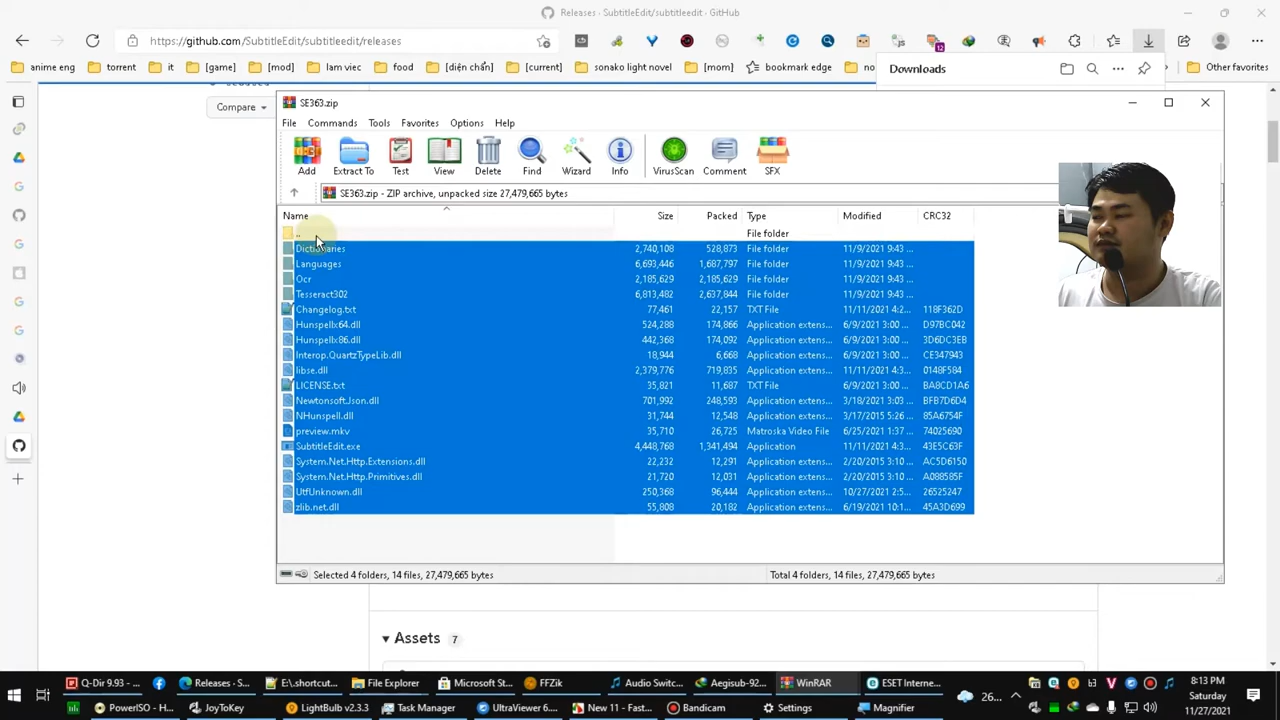 Releases · SubtitleEdit/subtitleedit · GitHub
https://github.com/SubtitleEdit/subtitleedit/releases
12
anime eng
torrent
it
[game]
[mod]
lam viec
food
[diện chẩn]
[current]
sonako light novel
[mom]
bookmark edge
no
Other favorites
Downloads
Compare
SE363.zip
File Commands Tools Favorites Options Help
Add Extract To Test View Delete Find Wizard Info VirusScan Comment SFX
SE363.zip - ZIP archive, unpacked size 27,479,665 bytes
Name Size Packed Type Modified CRC32
.. File folder
Dictionaries 2,740,108 528,873 File folder 11/9/2021 9:43 ...
Languages 6,693,446 1,687,797 File folder 11/9/2021 9:43 ...
Ocr 2,185,629 2,185,629 File folder 11/9/2021 9:43 ...
Tesseract302 6,813,482 2,637,844 File folder 11/9/2021 9:43 ...
Changelog.txt 77,461 22,157 TXT File 11/11/2021 4:2... 118F362D
Hunspellx64.dll 524,288 174,866 Application extens... 6/9/2021 3:00 ... D97BC042
Hunspellx86.dll 442,368 174,092 Application extens... 6/9/2021 3:00 ... 3D6DC3EB
Interop.QuartzTypeLib.dll 18,944 6,668 Application extens... 6/9/2021 3:00 ... CE347943
libse.dll 2,379,776 719,835 Application extens... 11/11/2021 4:3... 0148F584
LICENSE.txt 35,821 11,687 TXT File 6/9/2021 3:00 ... BA8CD1A6
Newtonsoft.Json.dll 701,992 248,593 Application extens... 3/18/2021 3:03 ... BFB7D6D4
NHunspell.dll 31,744 12,548 Application extens... 3/17/2015 5:26 ... 85A6754F
preview.mkv 35,710 26,725 Matroska Video File 6/25/2021 1:37 ... 74025690
SubtitleEdit.exe 4,448,768 1,341,494 Application 11/11/2021 4:3... 43E5C63F
System.Net.Http.Extensions.dll 22,232 12,291 Application extens... 2/20/2015 3:10 ... AC5D6150
System.Net.Http.Primitives.dll 21,720 12,031 Application extens... 2/20/2015 3:10 ... A088585F
UtfUnknown.dll 250,368 96,444 Application extens... 10/27/2021 2:5... 26525247
zlib.net.dll 55,808 20,182 Application extens... 6/19/2021 10:1... 45A3D699
Selected 4 folders, 14 files, 27,479,665 bytes
Total 4 folders, 14 files, 27,479,665 bytes
Assets 7
Q-Dir 9.93 - ...
Releases · S...
E:\.shortcut...
File Explorer
Microsoft St...
FFZik
Audio Switc...
Aegisub-92...
WinRAR
ESET Interne...
26...
8:13 PM
Saturday
11/27/2021
PowerISO - H...
JoyToKey
LightBulb v2.3.3
Task Manager
UltraViewer 6...
New 11 - Fast...
Bandicam
Settings
Magnifier